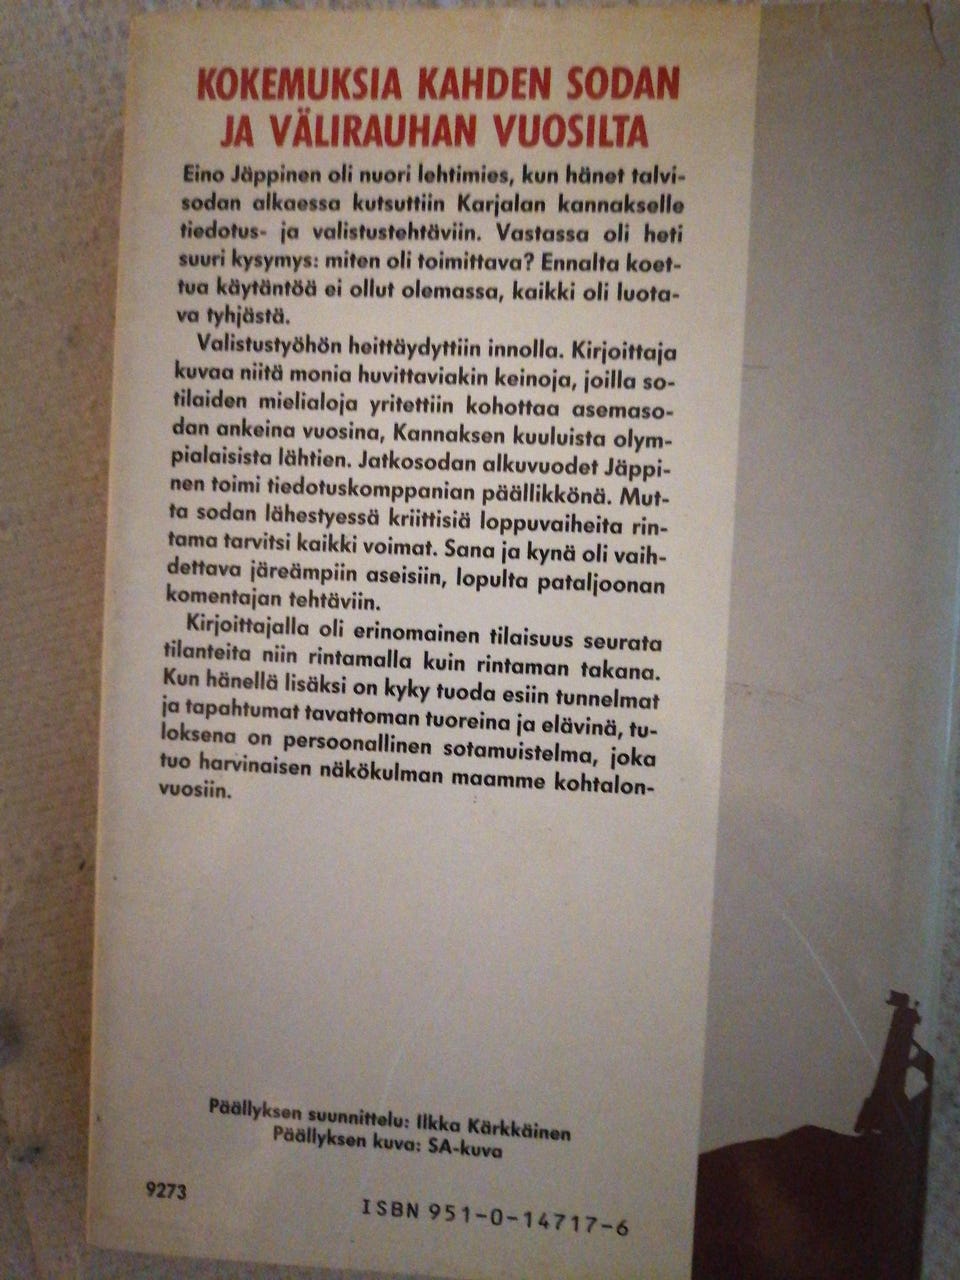 KOKEMUKSIA KAHDEN SODAN
JA VÄLIRAUHAN VUOSILTA
Eino Jäppinen oli nuori lehtimies, kun hänet talvi-
sodan alkaessa kutsuttiin Karjalan kannakselle
tiedotus- ja valistustehtäviin. Vastassa oli heti
suuri kysymys: miten oli toimittava? Ennalta koet-
tua käytäntöä ei ollut olemassa, kaikki oli luota-
va tyhjästä.
Valistustyöhön heittäydyttiin innolla. Kirjoittaja
kuvaa niitä monia huvittaviakin keinoja, joilla so-
tilaiden mielialoja yritettiin kohottaa asemaso-
dan ankeina vuosina, Kannaksen kuuluista olym-
pialaisista lähtien. Jatkosodan alkuvuodet Jäppi-
nen toimi tiedotuskomppanian päällikkönä. Mut-
ta sodan lähestyessä kriittisiä loppuvaiheita rin-
tama tarvitsi kaikki voimat. Sana ja kynä oli vaih-
dettava järeämpiin aseisiin, lopulta pataljoonan
komentajan tehtäviin.
Kirjoittajalla oli erinomainen tilaisuus seurata
tilanteita niin rintamalla kuin rintaman takana.
Kun hänellä lisäksi on kyky tuoda esiin tunnelmat
ja tapahtumat tavattoman tuoreina ja elävinä, tu-
loksena on persoonallinen sotamuistelma, joka
tuo harvinaisen näkökulman maamme kohtalon-
vuosiin.
Päällyksen suunnittelu: Ilkka Kärkkäinen
Päällyksen kuva: SA-kuva
9273
ISBN 951-0-14717-6